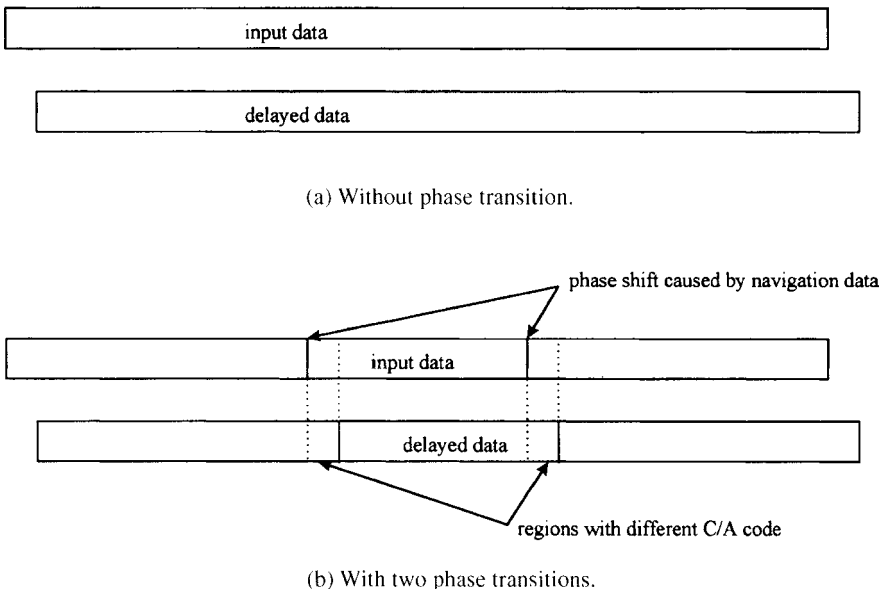 input data
delayed data
(a) Without phase transition.
phase shift caused by navigation data
input data
delayed data
regions with different C/A code
(b) With two phase transitions.